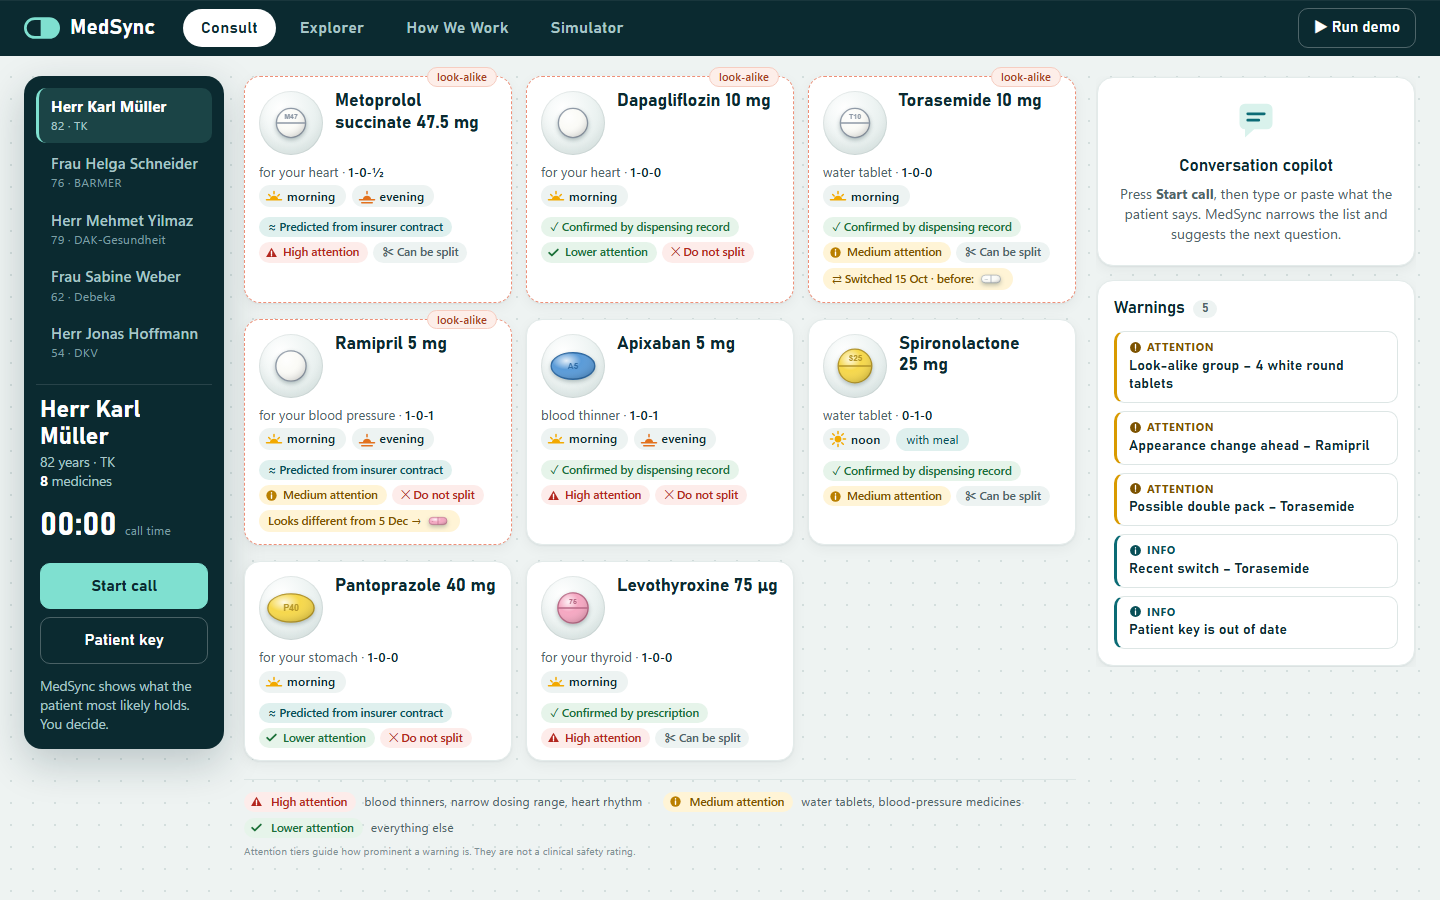 MedSync
Consult
Explorer
How We Work
Simulator
▶ Run demo
Herr Karl Müller
82 · TK
Frau Helga Schneider
76 · BARMER
Herr Mehmet Yilmaz
79 · DAK-Gesundheit
Frau Sabine Weber
62 · Debeka
Herr Jonas Hoffmann
54 · DKV
Herr Karl
Müller
82 years · TK
8 medicines
00:00 call time
Start call
Patient key
MedSync shows what the
patient most likely holds.
You decide.
look-alike
M47
Metoprolol
succinate 47.5 mg
for your heart · 1-0-½
morning
evening
≈ Predicted from insurer contract
High attention
Can be split
look-alike
Dapagliflozin 10 mg
for your heart · 1-0-0
morning
✓ Confirmed by dispensing record
Lower attention
Do not split
look-alike
T10
Torasemide 10 mg
water tablet · 1-0-0
morning
✓ Confirmed by dispensing record
Medium attention
Can be split
⇄ Switched 15 Oct · before:
look-alike
Ramipril 5 mg
for your blood pressure · 1-0-1
morning
evening
≈ Predicted from insurer contract
Medium attention
Do not split
Looks different from 5 Dec →
A5
Apixaban 5 mg
blood thinner · 1-0-1
morning
evening
✓ Confirmed by dispensing record
High attention
Do not split
S25
Spironolactone
25 mg
water tablet · 0-1-0
noon
with meal
✓ Confirmed by dispensing record
Medium attention
Can be split
P40
Pantoprazole 40 mg
for your stomach · 1-0-0
morning
≈ Predicted from insurer contract
Lower attention
Do not split
75
Levothyroxine 75 µg
for your thyroid · 1-0-0
morning
✓ Confirmed by prescription
High attention
Can be split
High attention blood thinners, narrow dosing range, heart rhythm
Medium attention water tablets, blood-pressure medicines
Lower attention everything else
Attention tiers guide how prominent a warning is. They are not a clinical safety rating.
Conversation copilot
Press Start call, then type or paste what the
patient says. MedSync narrows the list and
suggests the next question.
Warnings 5
ATTENTION
Look-alike group – 4 white round
tablets
ATTENTION
Appearance change ahead – Ramipril
ATTENTION
Possible double pack – Torasemide
INFO
Recent switch – Torasemide
INFO
Patient key is out of date